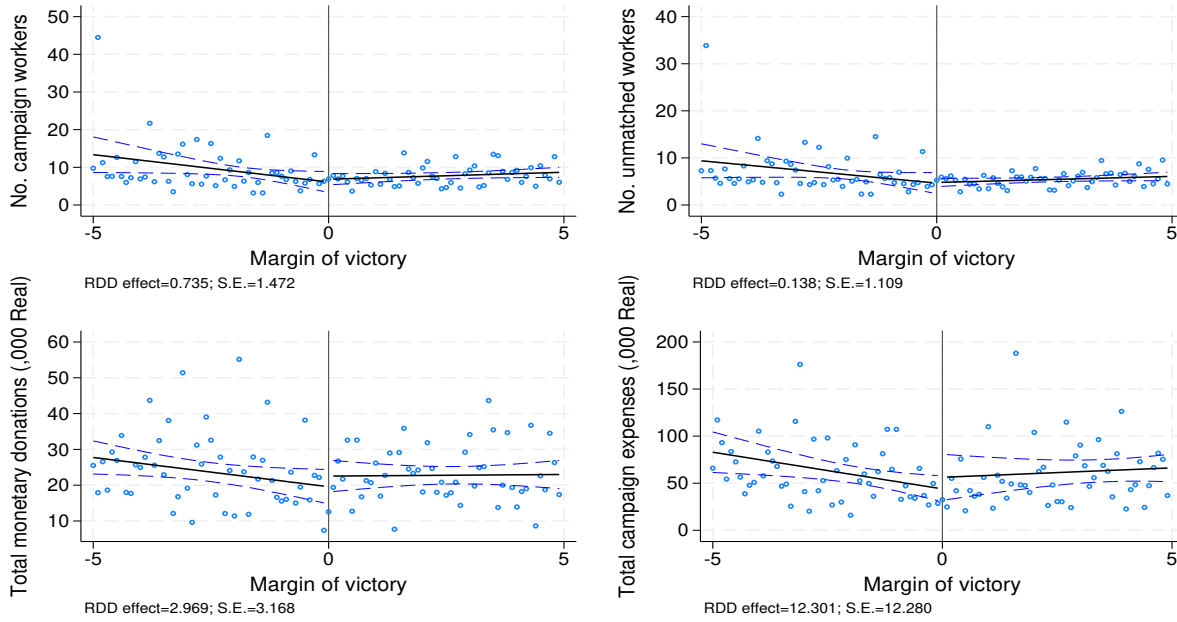 No. campaign workers
50
40
30
20
10
0
-5
0
5
Margin of victory
RDD effect=0.735; S.E.=1.472
No. unmatched workers
40
30
20
10
0
-5
0
5
Margin of victory
RDD effect=0.138; S.E.=1.109
Total monetary donations (,000 Real)
60
50
40
30
20
10
-5
0
5
Margin of victory
RDD effect=2.969; S.E.=3.168
Total campaign expenses (,000 Real)
200
150
100
50
0
-5
0
5
Margin of victory
RDD effect=12.301; S.E.=12.280